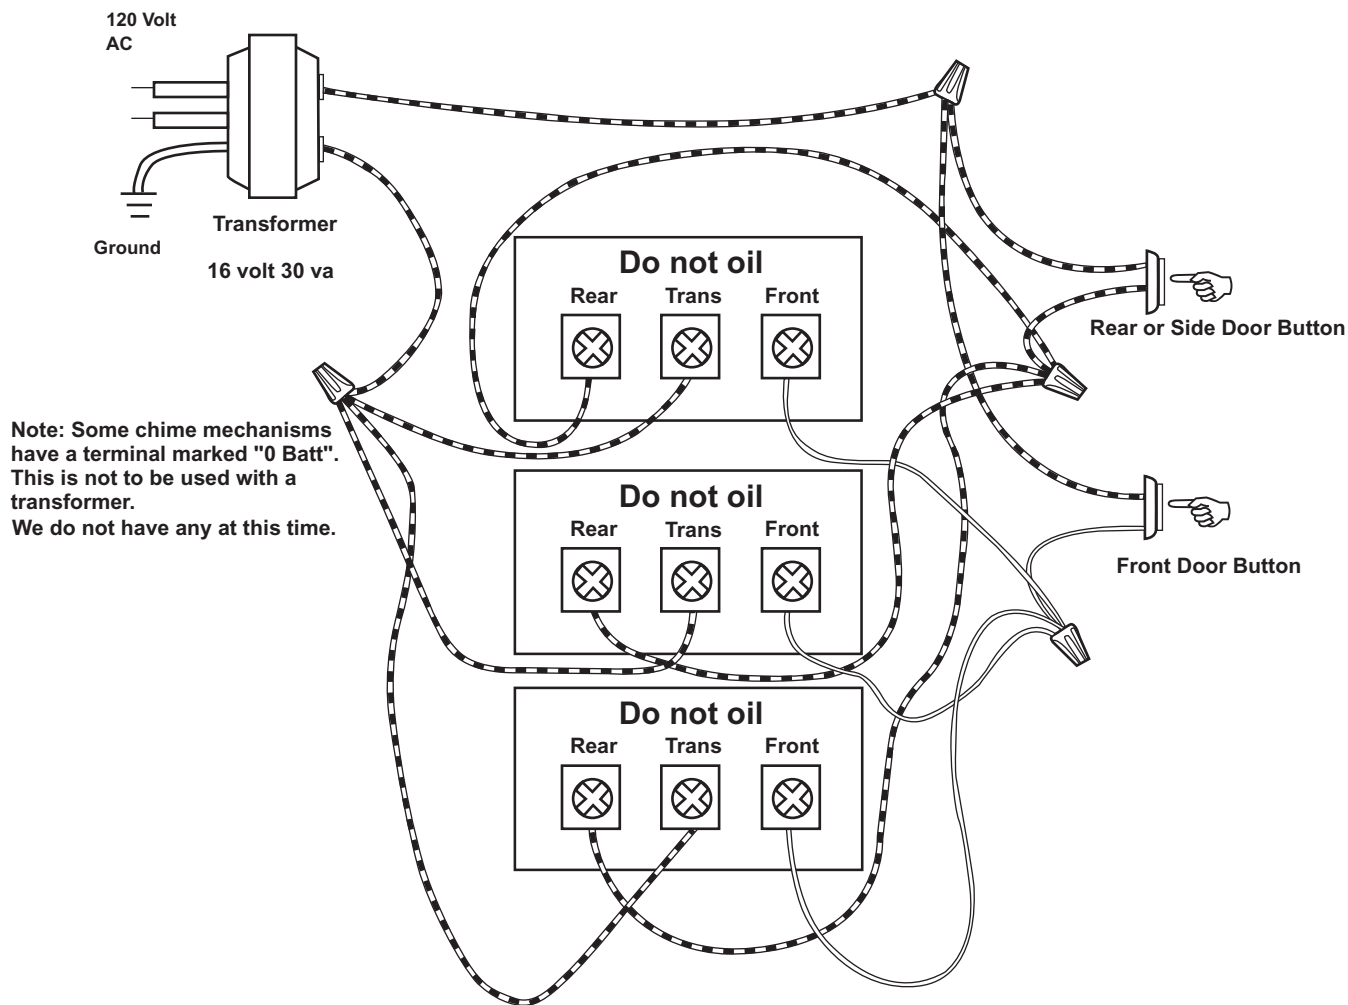 120 Volt
AC
Transformer
Ground
16 volt 30 va
Do not oil
Rear Trans Front
Rear or Side Door Button
Note: Some chime mechanisms
have a terminal marked "0 Batt".
This is not to be used with a
transformer.
We do not have any at this time.
Do not oil
Rear Trans Front
Front Door Button
Do not oil
Rear Trans Front